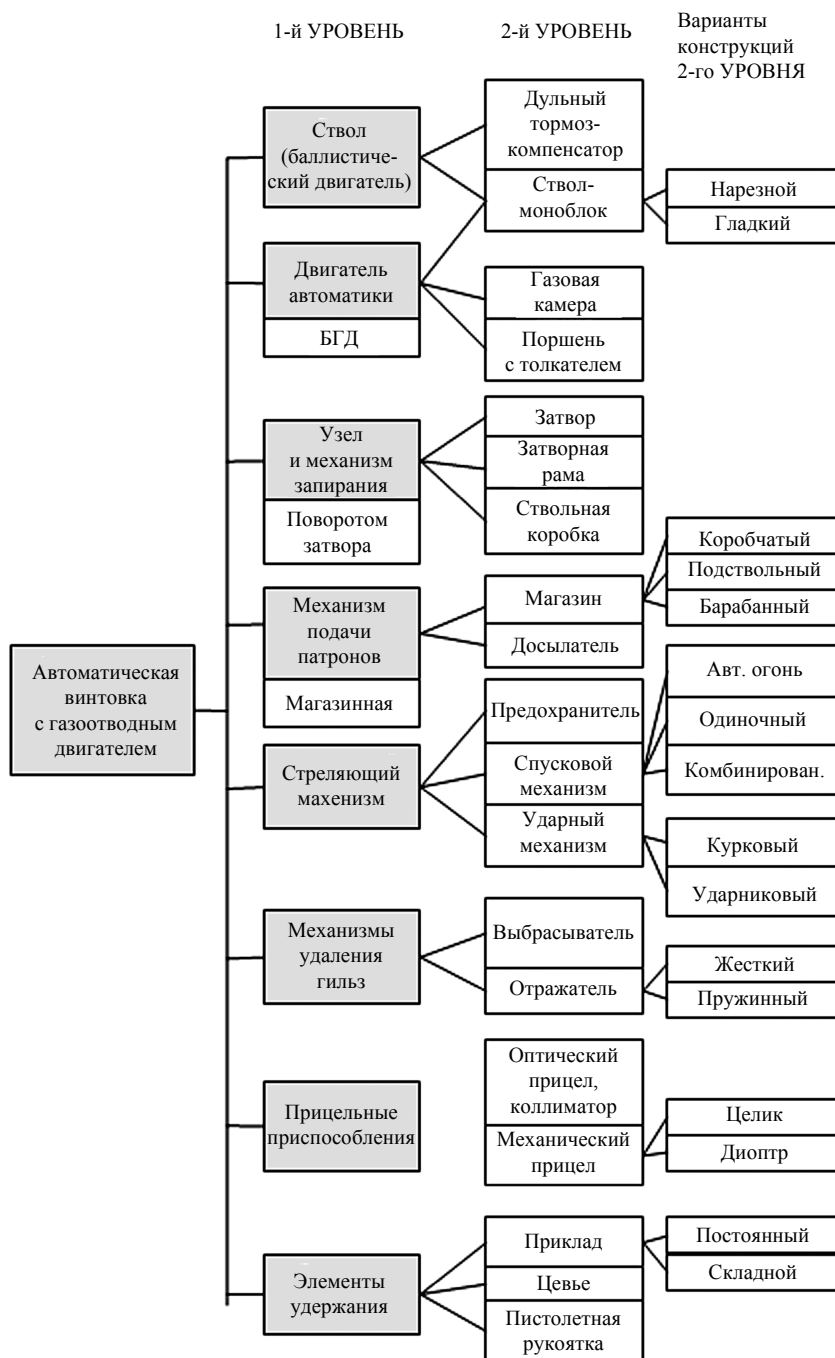 1-й УРОВЕНЬ
2-й УРОВЕНЬ
Варианты
конструкций
2-го УРОВНЯ
Автоматическая
винтовка
с газоотводным
двигателем
Ствол
(баллистиче-
ский двигатель)
Дульный
тормоз-
компенсатор
Ствол-
моноблок
Нарезной
Гладкий
Двигатель
автоматики
БГД
Газовая
камера
Поршень
с толкателем
Узел
и механизм
запирания
Поворотом
затвора
Затвор
Затворная
рама
Ствольная
коробка
Механизм
подачи
патронов
Магазинная
Магазин
Досылатель
Коробчатый
Подствольный
Барабанный
Стреляющий
махенизм
Предохранитель
Спусковой
механизм
Ударный
механизм
Авт. огонь
Одиночный
Комбинирован.
Курковый
Ударниковый
Механизмы
удаления
гильз
Выбрасыватель
Отражатель
Жесткий
Пружинный
Прицельные
приспособления
Оптический
прицел,
коллиматор
Механический
прицел
Целик
Диоптр
Элементы
удержания
Приклад
Цевье
Пистолетная
рукоятка
Постоянный
Складной